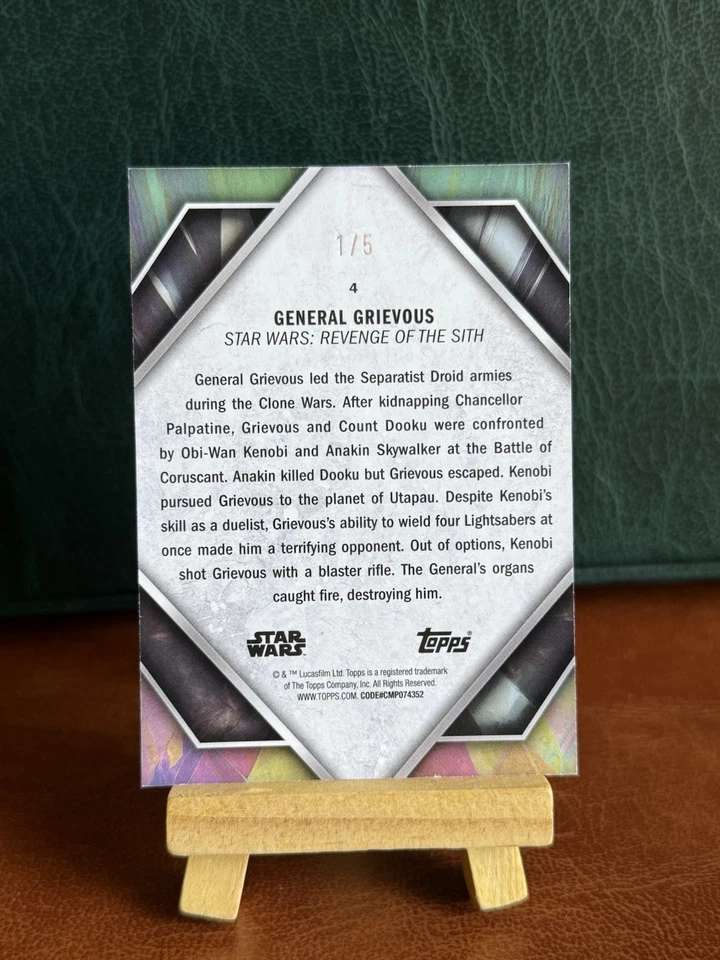 1/5
4
GENERAL GRIEVOUS
STAR WARS: REVENGE OF THE SITH
General Grievous led the Separatist Droid armies
during the Clone Wars. After kidnapping Chancellor
Palpatine, Grievous and Count Dooku were confronted
by Obi-Wan Kenobi and Anakin Skywalker at the Battle of
Coruscant. Anakin killed Dooku but Grievous escaped. Kenobi
pursued Grievous to the planet of Utapau. Despite Kenobi's
skill as a duelist, Grievous's ability to wield four Lightsabers at
once made him a terrifying opponent. Out of options, Kenobi
shot Grievous with a blaster rifle. The General's organs
caught fire, destroying him.
STAR
WARS
topps®
© & ™ Lucasfilm Ltd. Topps is a registered trademark
of The Topps Company, Inc. All Rights Reserved.
WWW.TOPPS.COM. CODE#CMP074352